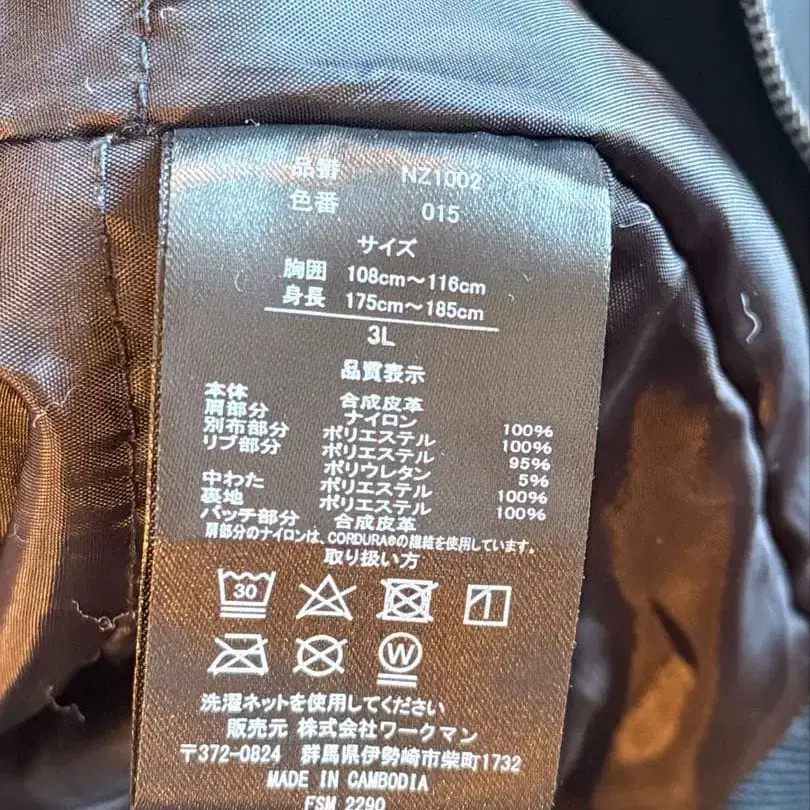 品番 NZ1002
色番 015
サイズ
胸囲 108cm～116cm
身長 175cm～185cm
3L
品質表示
本体 合成皮革
肩部分 ナイロン 100%
別布部分 ポリエステル 100%
リブ部分 ポリエステル 95%
ポリウレタン 5%
中わた ポリエステル 100%
裏地 ポリエステル 100%
パッチ部分 合成皮革
肩部分のナイロンは、CORDURA®の繊維を使用しています。
取り扱い方
30
W
洗濯ネットを使用してください
販売元 株式会社ワークマン
〒372-0824 群馬県伊勢崎市柴町1732
MADE IN CAMBODIA
FSM 2290